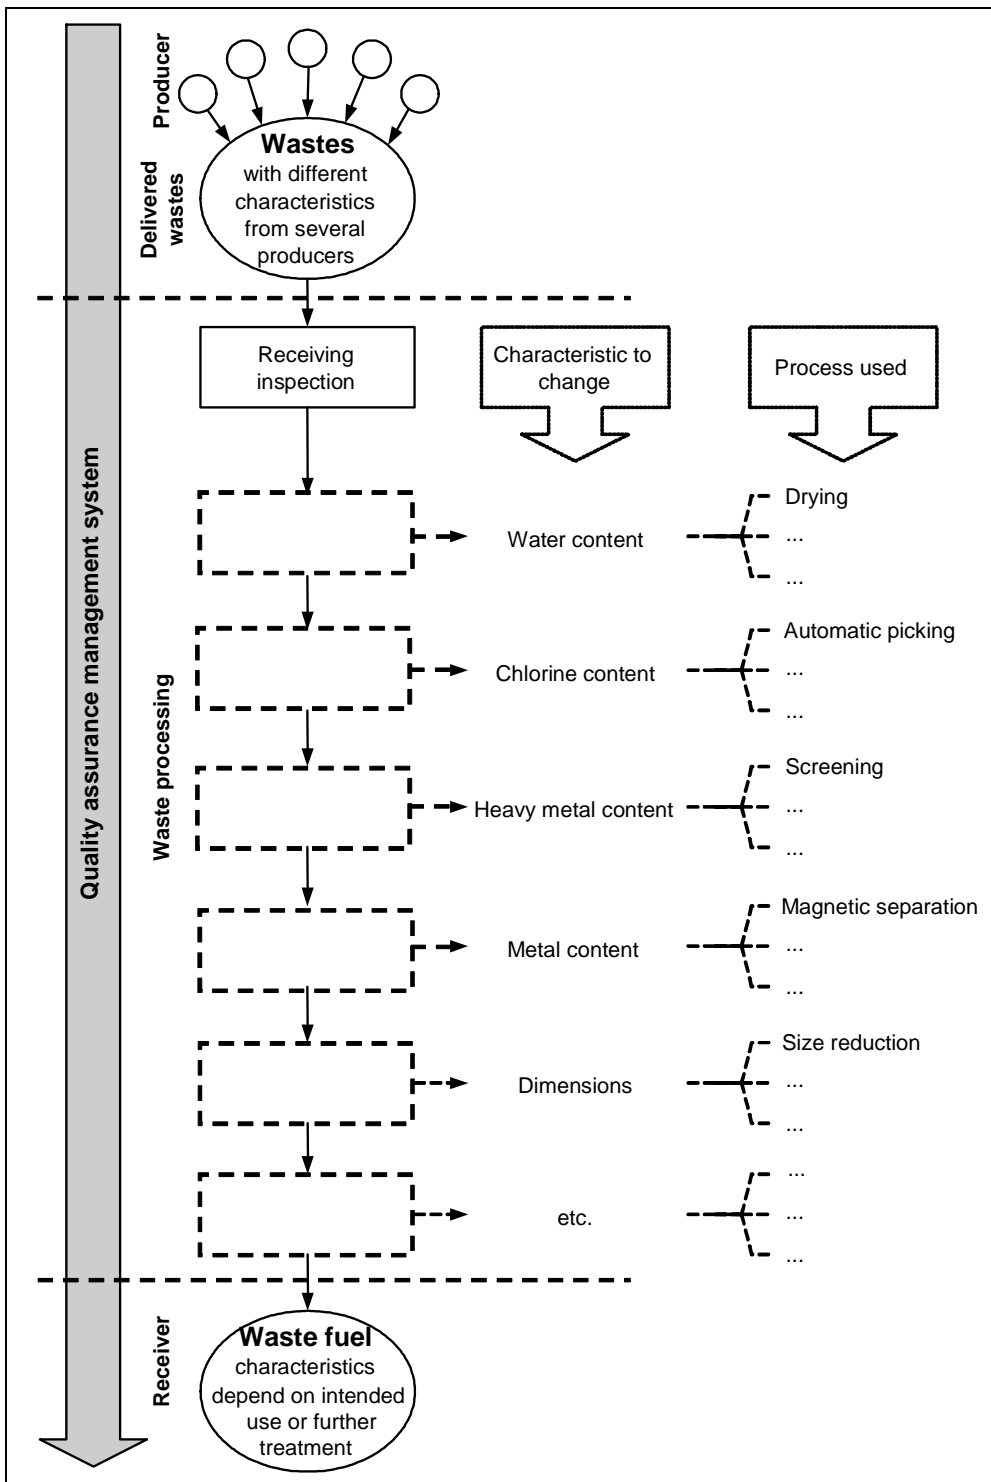 Quality assurance management system
Producer
Delivered
wastes
Wastes
with different
characteristics
from several
producers
Waste processing
Receiving
inspection
Characteristic to
change
Process used
Water content
Drying
...
...
Chlorine content
Automatic picking
...
...
Heavy metal content
Screening
...
...
Metal content
Magnetic separation
...
...
Dimensions
Size reduction
...
...
etc.
...
...
...
Receiver
Waste fuel
characteristics
depend on intended
use or further
treatment